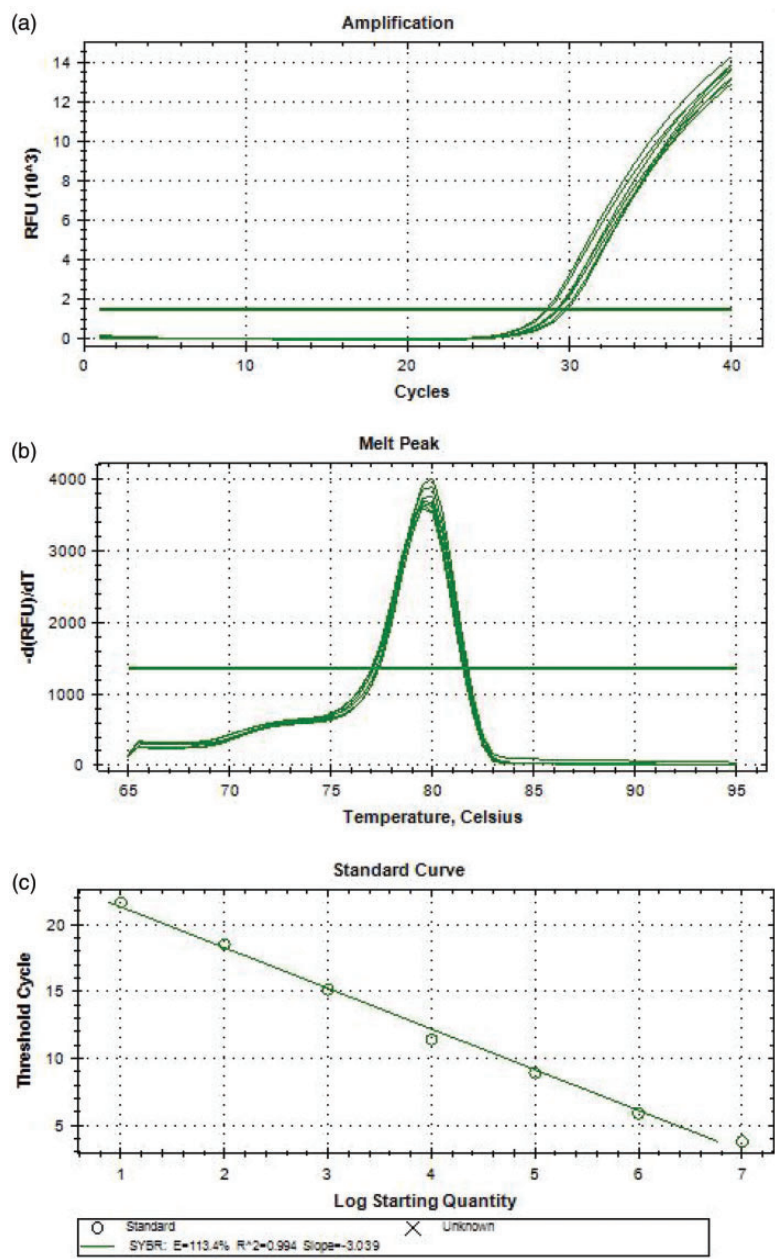 (a)
Amplification
14
12
10
8
6
4
2
0
RFU (10^3)
0 10 20 30 40
Cycles
(b)
Melt Peak
4000
3000
2000
1000
0
-d(RFU)/dT
65 70 75 80 85 90 95
Temperature, Celsius
(c)
Standard Curve
20
15
10
5
Threshold Cycle
1 2 3 4 5 6 7
Log Starting Quantity
Standard Unknown
SYBR: E=113.4% R^2=0.994 Slope=-3.039